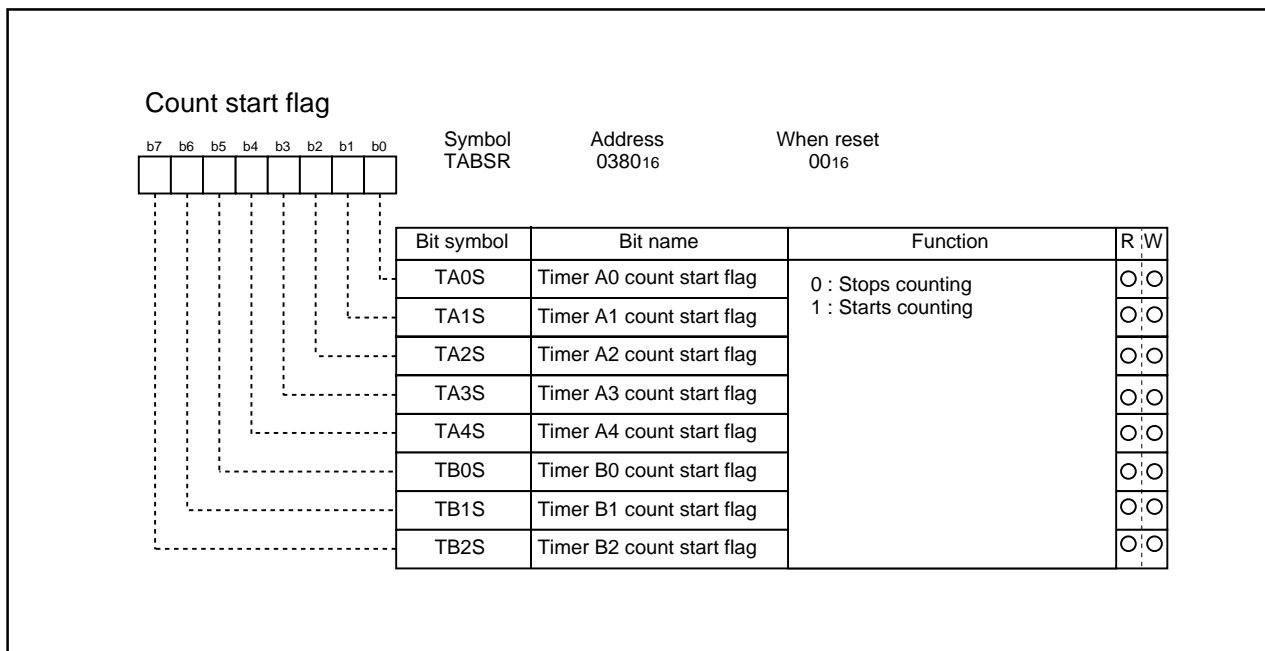 Count start flag
b7 b6 b5 b4 b3 b2 b1 b0
Symbol Address When reset
TABSR 038016 0016
Bit symbol Bit name Function R W
TA0S Timer A0 count start flag 0 : Stops counting
1 : Starts counting
TA1S Timer A1 count start flag
TA2S Timer A2 count start flag
TA3S Timer A3 count start flag
TA4S Timer A4 count start flag
TB0S Timer B0 count start flag
TB1S Timer B1 count start flag
TB2S Timer B2 count start flag